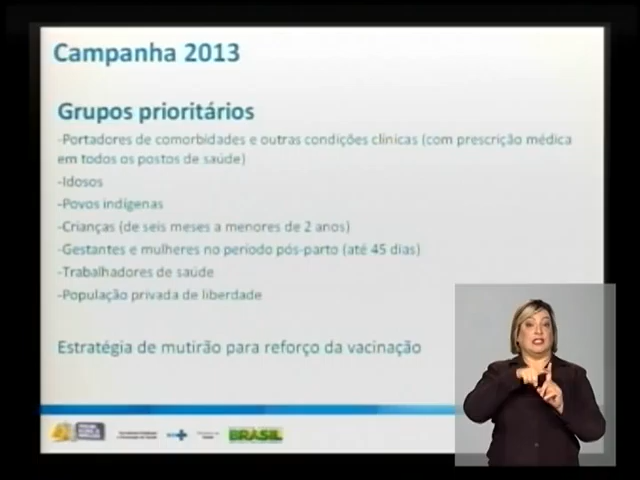 Campanha 2013
Grupos prioritários
-Portadores de comorbidades e outras condições clínicas (com prescrição médica
em todos os postos de saúde)
-Idosos
-Povos indígenas
-Crianças (de seis meses a menores de 2 anos)
-Gestantes e mulheres no período pós-parto (até 45 dias)
-Trabalhadores de saúde
-População privada de liberdade
Estratégia de mutirão para reforço da vacinação
BRASIL